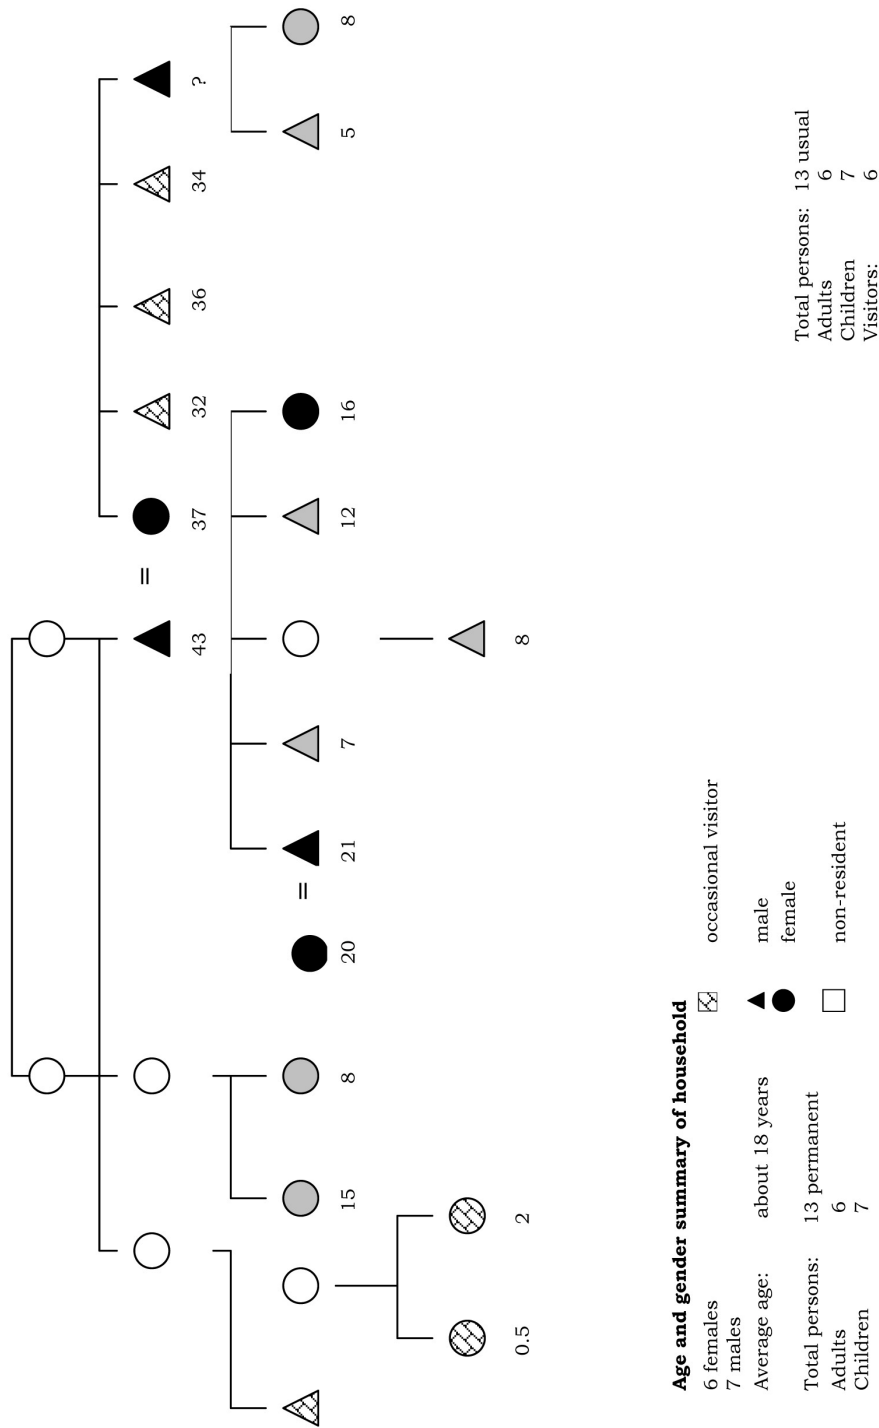 =
43 37 32 36 34 ?
=
15 8 20 21 7 12 16 5 8
0.5 2 8
Age and gender summary of household
6 females
7 males
Average age: about 18 years
Total persons: 13 permanent
Adults 6
Children 7
occasional visitor
male
female
non-resident
Total persons: 13 usual
Adults 6
Children 7
Visitors: 6